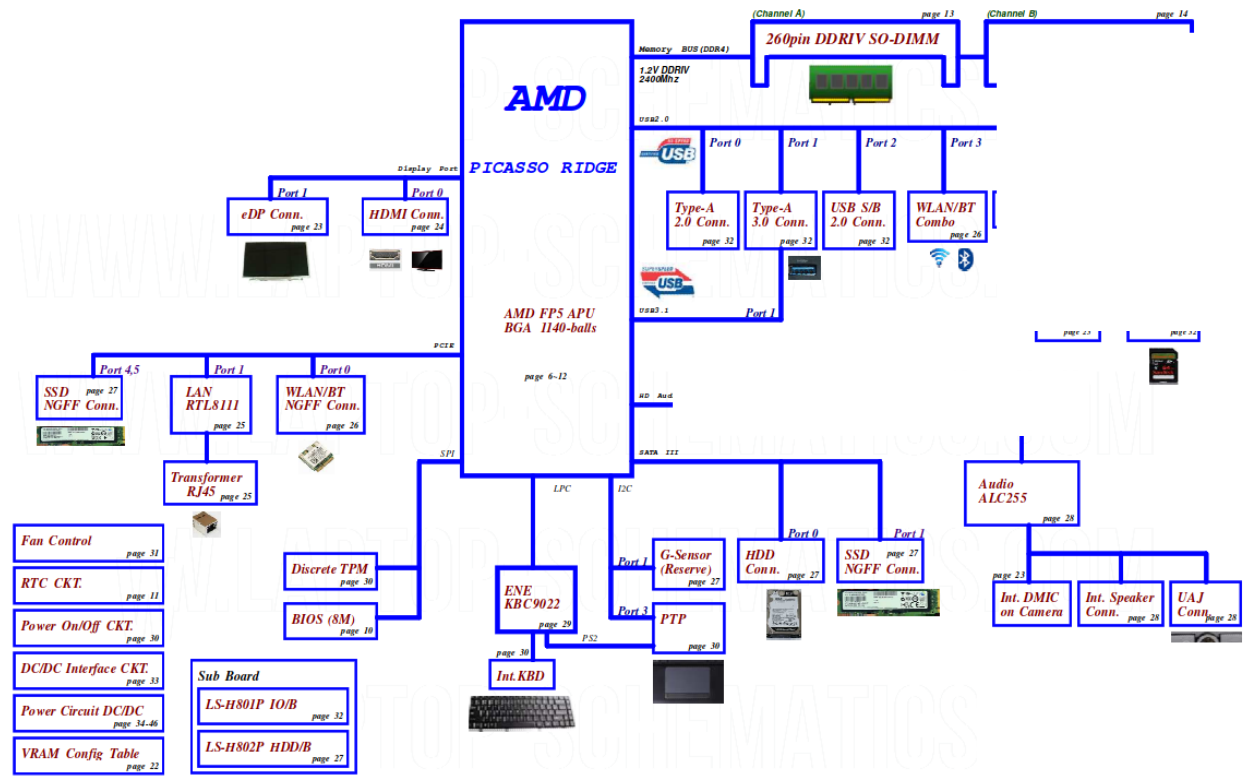 (Channel A)
page 13
(Channel B)
page 14
260pin DDRIV SO-DIMM
Memory BUS(DDR4)
1.2V DDRIV
2400Mhz
AMD
PICASSO RIDGE
AMD FP5 APU
BGA 1140-balls
page 6~12
USB2.0
USB
Port 0
Port 1
Port 2
Port 3
Type-A
2.0 Conn.
page 32
Type-A
3.0 Conn.
page 32
USB S/B
2.0 Conn.
page 32
WLAN/BT
Combo
page 26
USB
USB3.1
Port 1
Display Port
Port 1
Port 0
eDP Conn.
page 23
HDMI Conn.
page 24
PCIE
Port 4,5
Port 1
Port 0
SSD
page 27
NGFF Conn.
LAN
RTL8111
page 25
WLAN/BT
NGFF Conn.
page 26
Transformer
RJ45
page 25
HD Aud
SATA III
SPI
LPC
I2C
Discrete TPM
page 30
BIOS (8M)
page 10
ENE
KBC9022
page 29
page 30
PS2
Int.KBD
Port 1
G-Sensor
(Reserve)
page 27
Port 3
PTP
page 30
Port 0
HDD
Conn.
page 27
Port 1
SSD
page 27
NGFF Conn.
page 23
page 32
Audio
ALC255
page 28
page 23
Int. DMIC
on Camera
Int. Speaker
Conn.
page 28
UAJ
Conn.
page 28
Fan Control
page 31
RTC CKT.
page 11
Power On/Off CKT.
page 30
DC/DC Interface CKT.
page 33
Power Circuit DC/DC
page 34-46
VRAM Config Table
page 22
Sub Board
LS-H801P IO/B
page 32
LS-H802P HDD/B
page 27